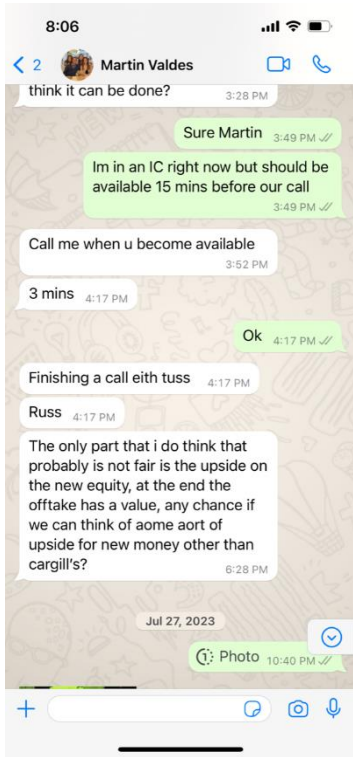 8:06
2 Martin Valdes
think it can be done?
3:28 PM
Sure Martin 3:49 PM
Im in an IC right now but should be
available 15 mins before our call
3:49 PM
Call me when u become available
3:52 PM
3 mins 4:17 PM
Ok 4:17 PM
Finishing a call eith tuss 4:17 PM
Russ 4:17 PM
The only part that i do think that
probably is not fair is the upside on
the new equity, at the end the
offtake has a value, any chance if
we can think of aome aort of
upside for new money other than
cargill's?
6:28 PM
Jul 27, 2023
1 Photo 10:40 PM